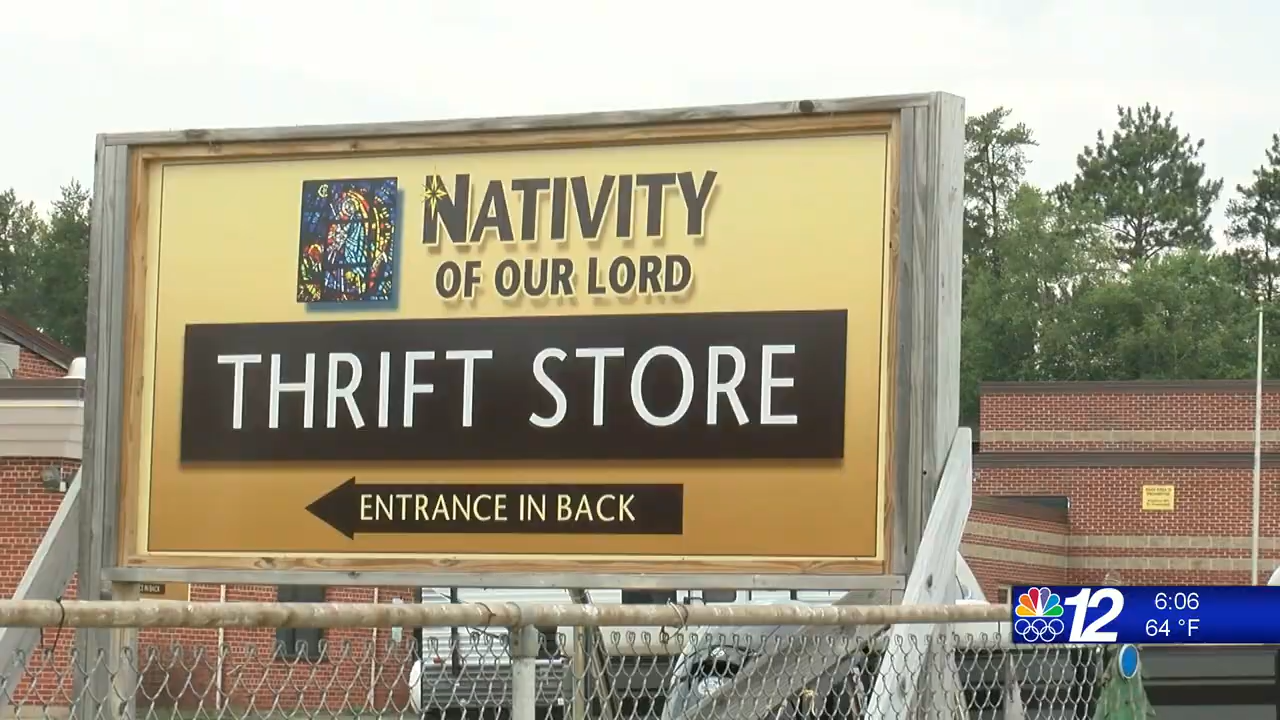 NATIVITY
OF OUR LORD
THRIFT STORE
ENTRANCE IN BACK
12
6:06
64 °F